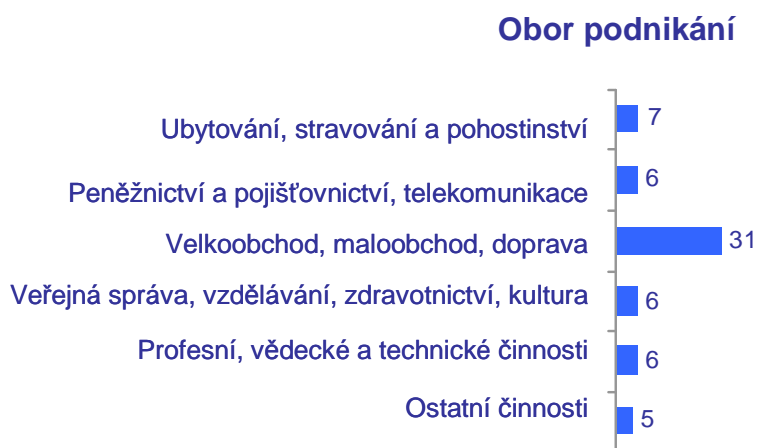 Obor podnikání
Ubytování, stravování a pohostinství 7
Peněžnictví a pojišťovnictví, telekomunikace 6
Velkoobchod, maloobchod, doprava 31
Veřejná správa, vzdělávání, zdravotnictví, kultura 6
Profesní, vědecké a technické činnosti 6
Ostatní činnosti 5